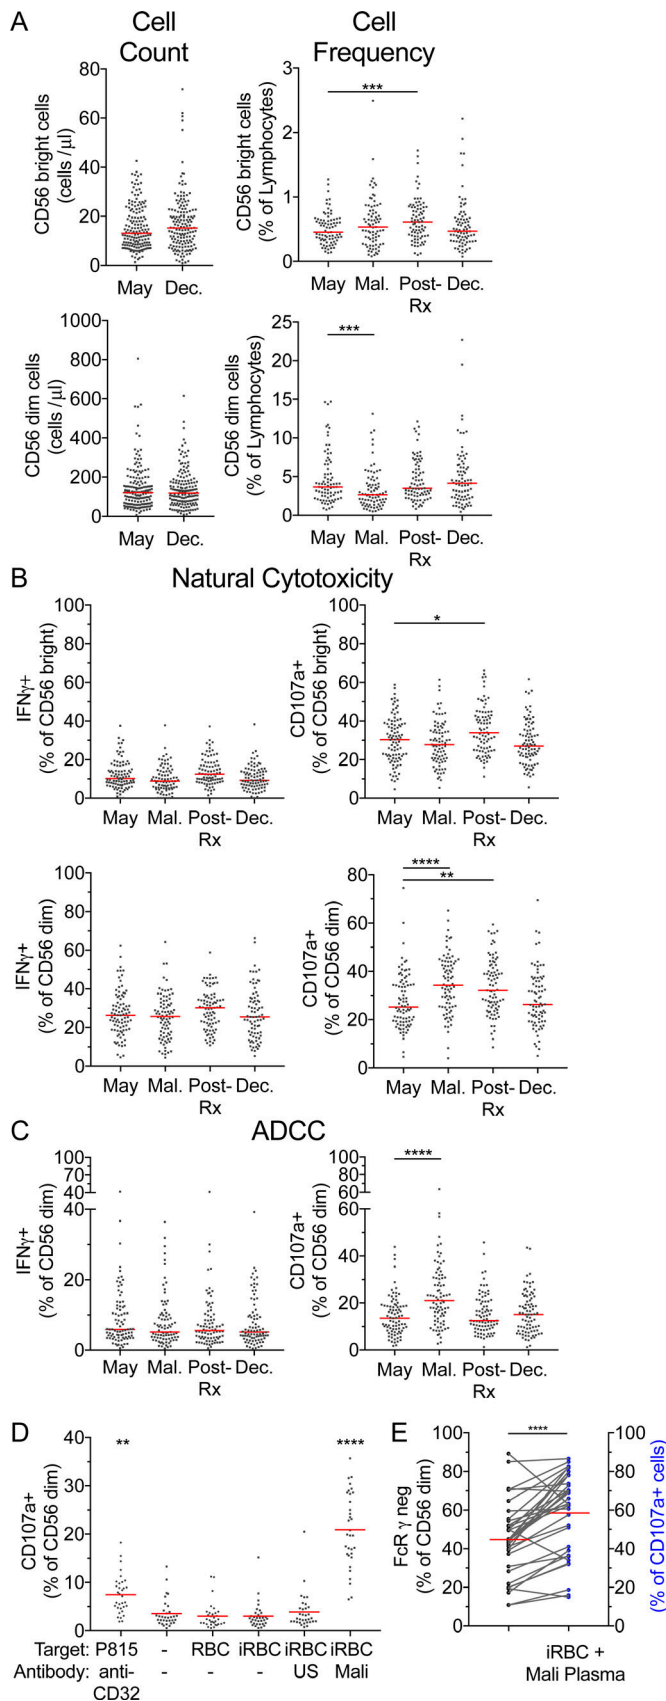 A
Cell
Count
Cell
Frequency
CD56 bright cells
(cells /μl)
80
60
40
20
0
May Dec.
CD56 bright cells
(% of Lymphocytes)
3
2
1
0
***
May Mal. Post- Dec.
Rx
CD56 dim cells
(cells /μl)
1000
800
600
400
200
0
May Dec.
CD56 dim cells
(% of Lymphocytes)
25
20
15
10
5
0
***
May Mal. Post- Dec.
Rx
B
Natural Cytotoxicity
IFNγ+
(% of CD56 bright)
100
80
60
40
20
0
May Mal. Post-Dec.
Rx
CD107a+
(% of CD56 bright)
100
80
60
40
20
0
*
May Mal. Post-Dec.
Rx
IFNγ+
(% of CD56 dim)
100
80
60
40
20
0
May Mal. Post-Dec.
Rx
CD107a+
(% of CD56 dim)
80
60
40
20
0
****
**
May Mal. Post-Dec.
Rx
C
ADCC
IFNγ+
(% of CD56 dim)
100
70
40
40
20
0
May Mal. Post-Dec.
Rx
CD107a+
(% of CD56 dim)
100
80
60
60
40
20
0
****
May Mal. Post-Dec.
Rx
D
CD107a+
(% of CD56 dim)
40
30
20
10
0
**
****
Target: P815 - RBC iRBC iRBC iRBC
Antibody: anti- - - - US Mali
CD32
E
FcR γ neg
(% of CD56 dim)
100
80
60
40
20
0
****
100
80
60
40
20
0
(% of CD107a+ cells)
iRBC +
Mali Plasma